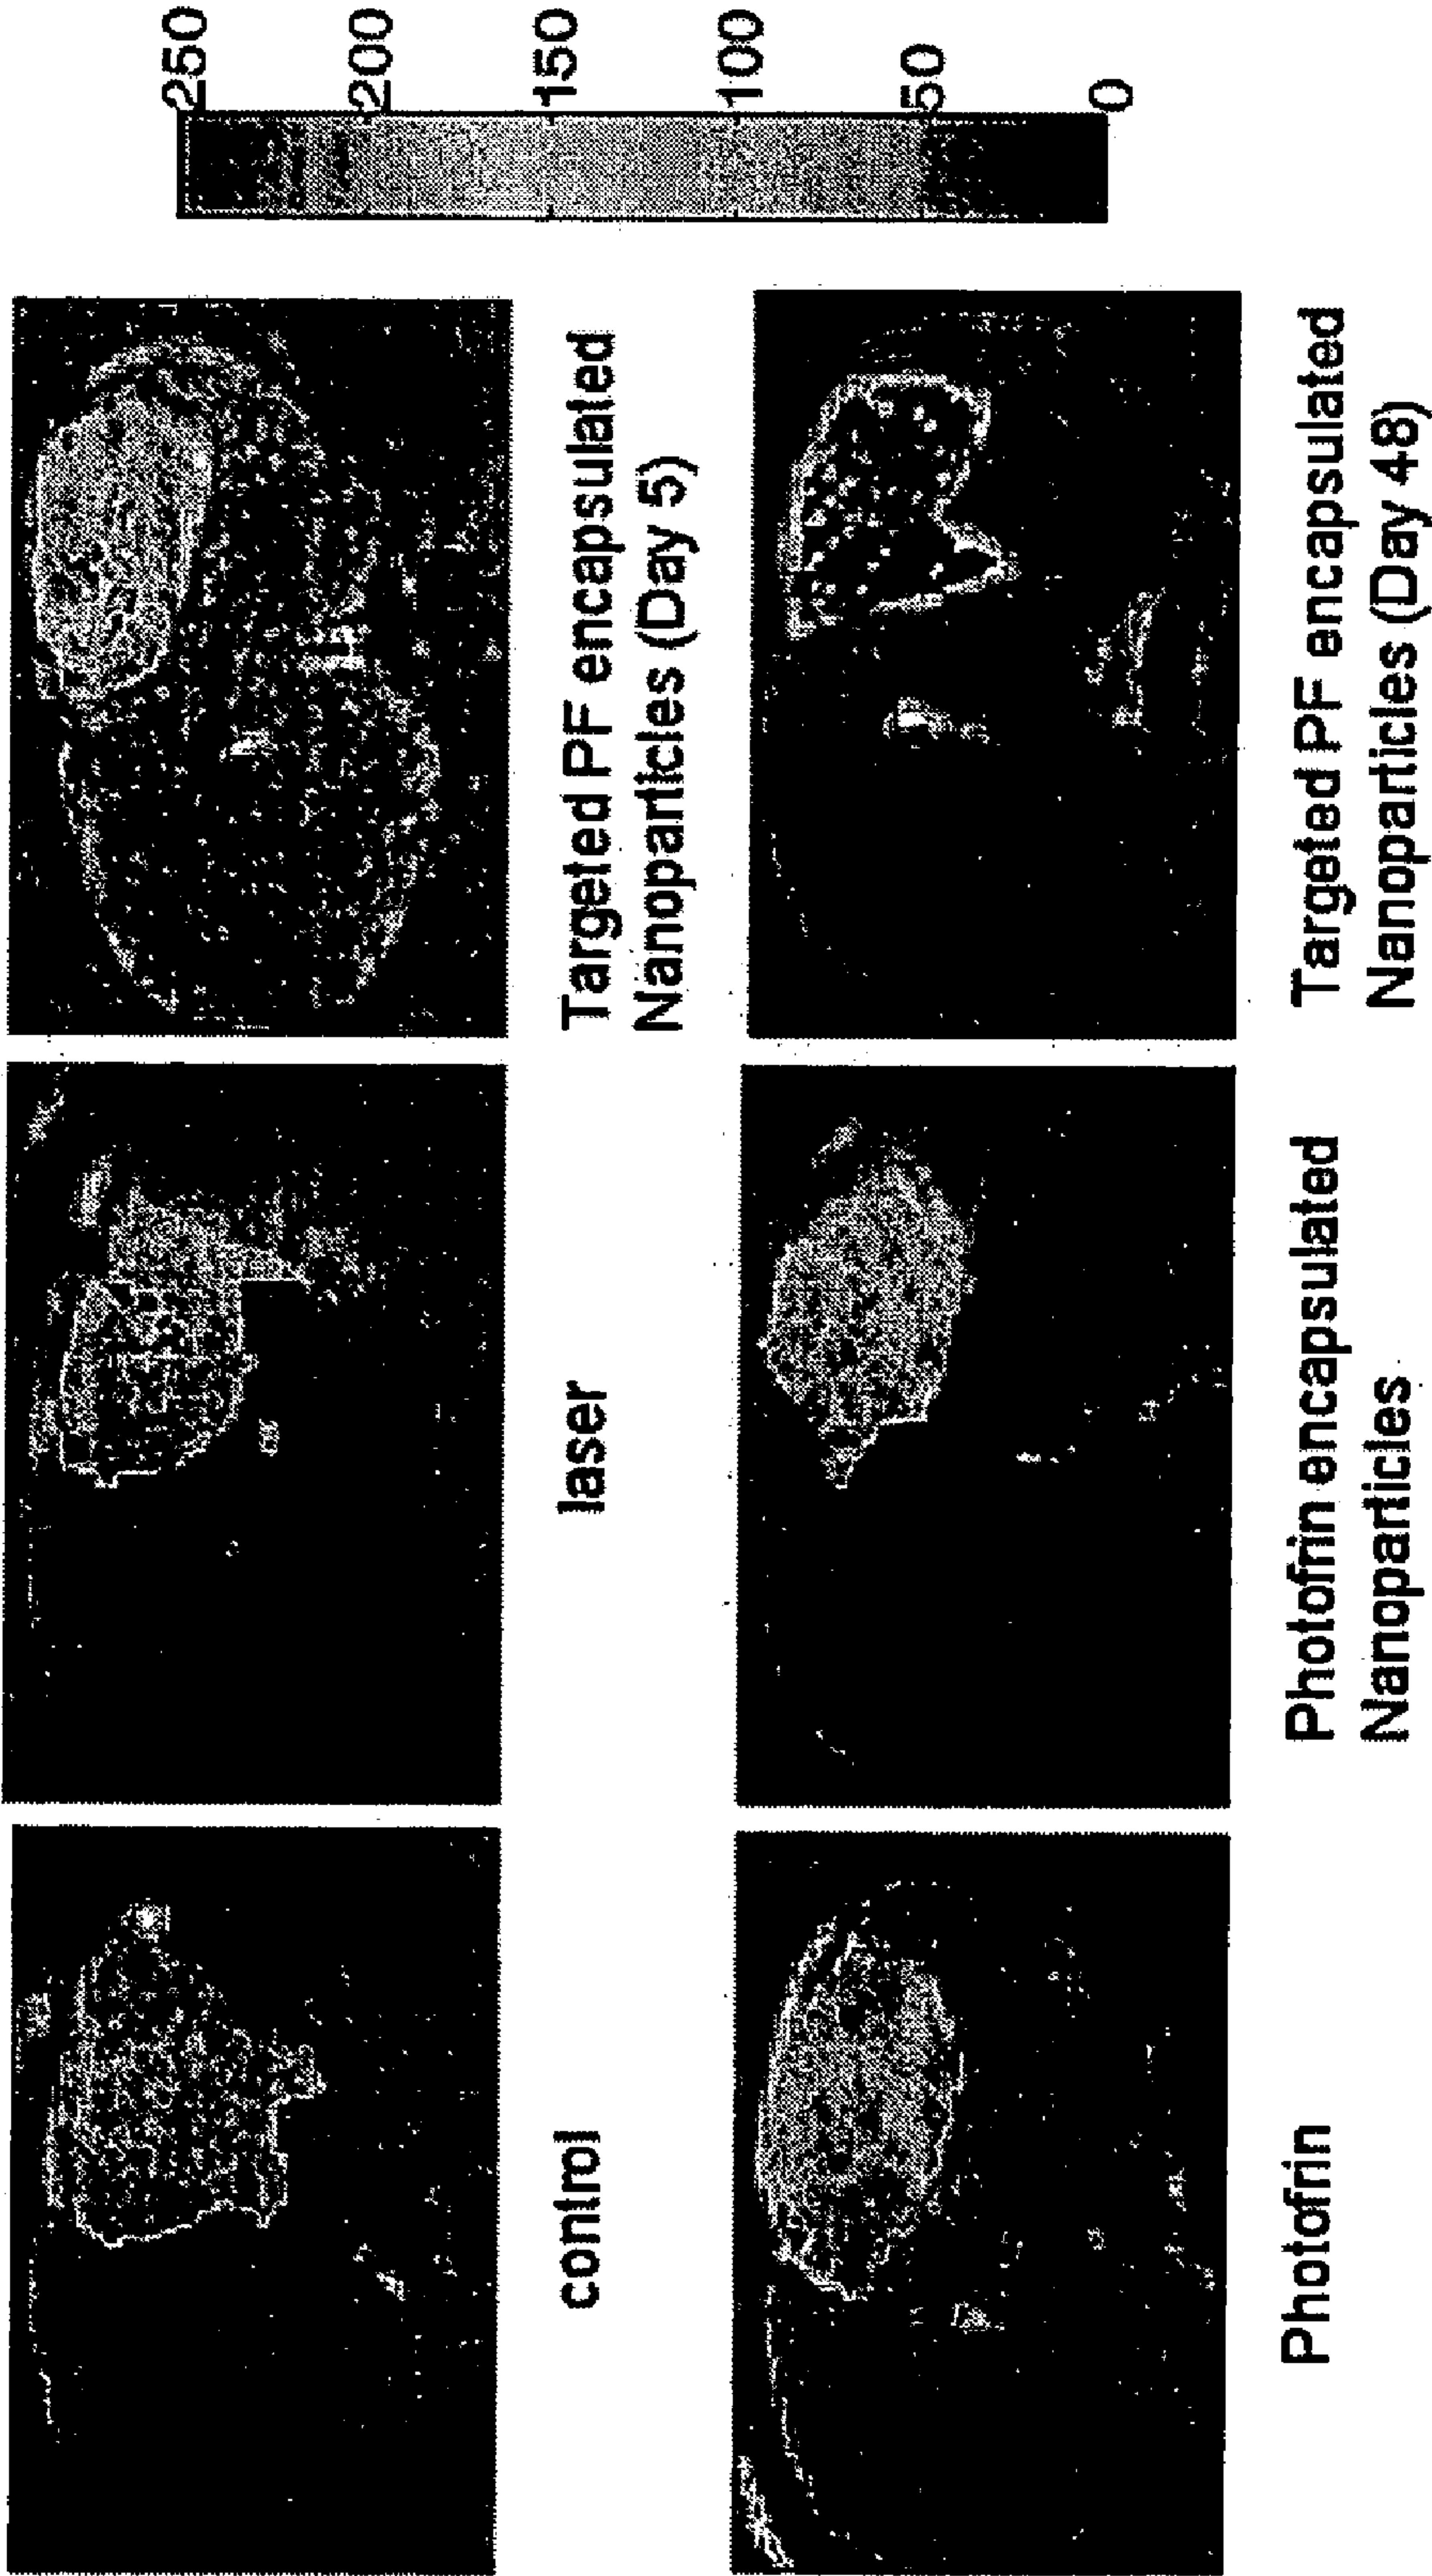 control
laser
Targeted PF encapsulated
Nanoparticles (Day 5)
Photofrin
Photofrin encapsulated
Nanoparticles
Targeted PF encapsulated
Nanoparticles (Day 48)
250
200
150
100
50
0